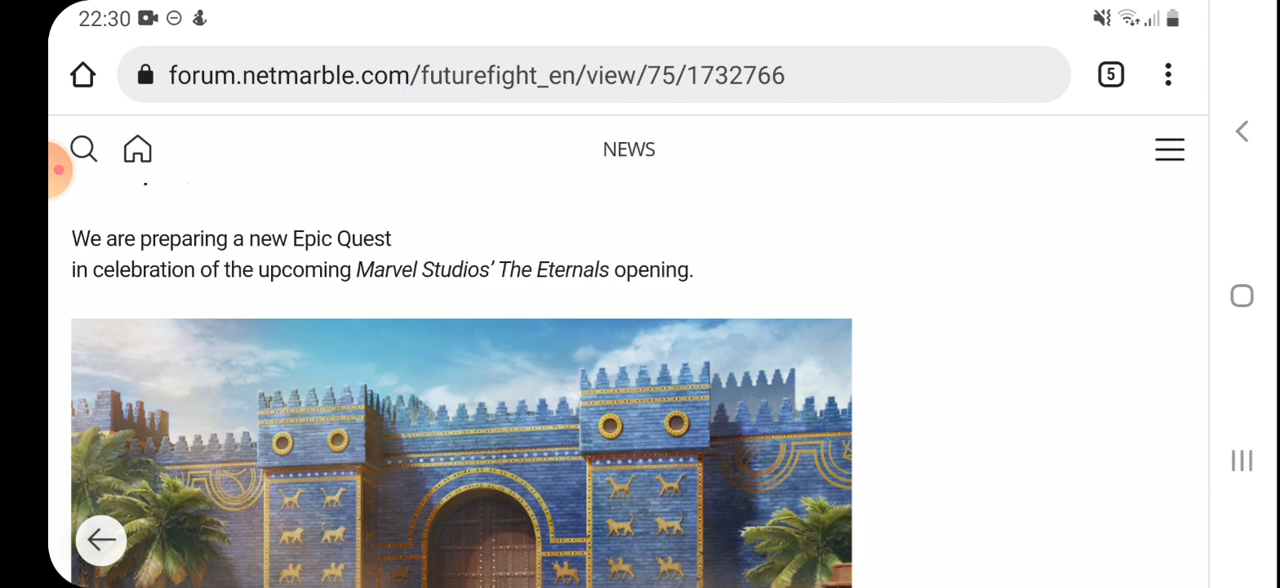 22:30
forum.netmarble.com/futurefight_en/view/75/1732766
5
NEWS
We are preparing a new Epic Quest
in celebration of the upcoming Marvel Studios’ The Eternals opening.